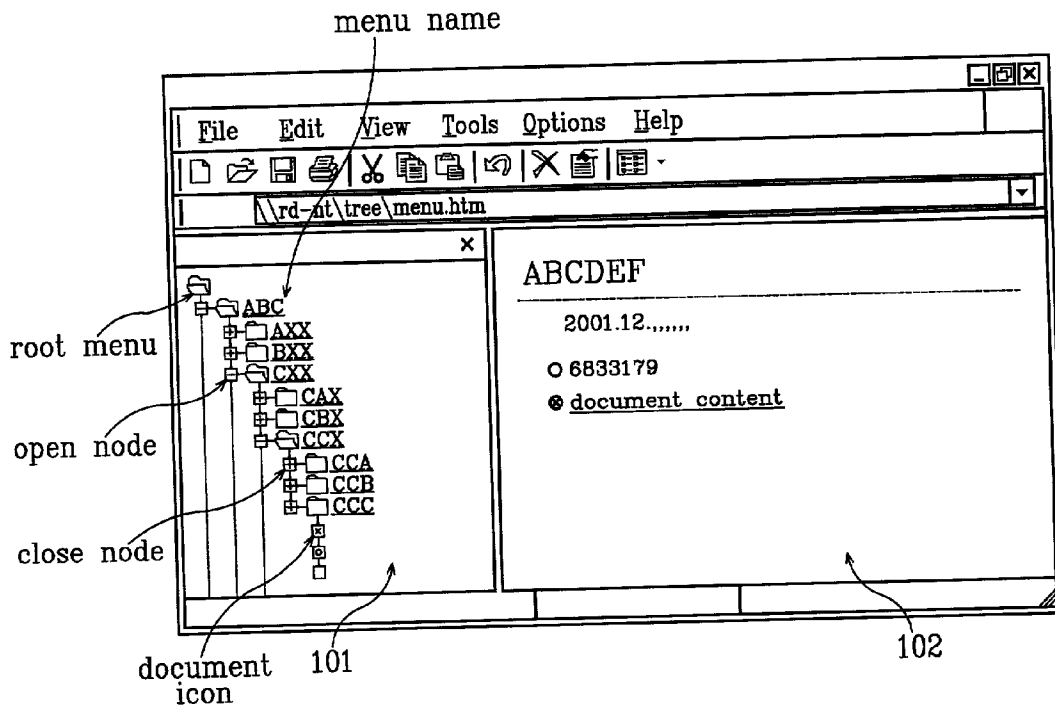 menu name
File Edit View Tools Options Help
\\rd-nt\tree\menu.htm
ABC
AXX
BXX
CXX
CAX
CBX
CCX
CCA
CCB
CCC
root menu
open node
close node
document
icon
101
ABCDEF
2001.12.,,,,,,
6833179
document content
102